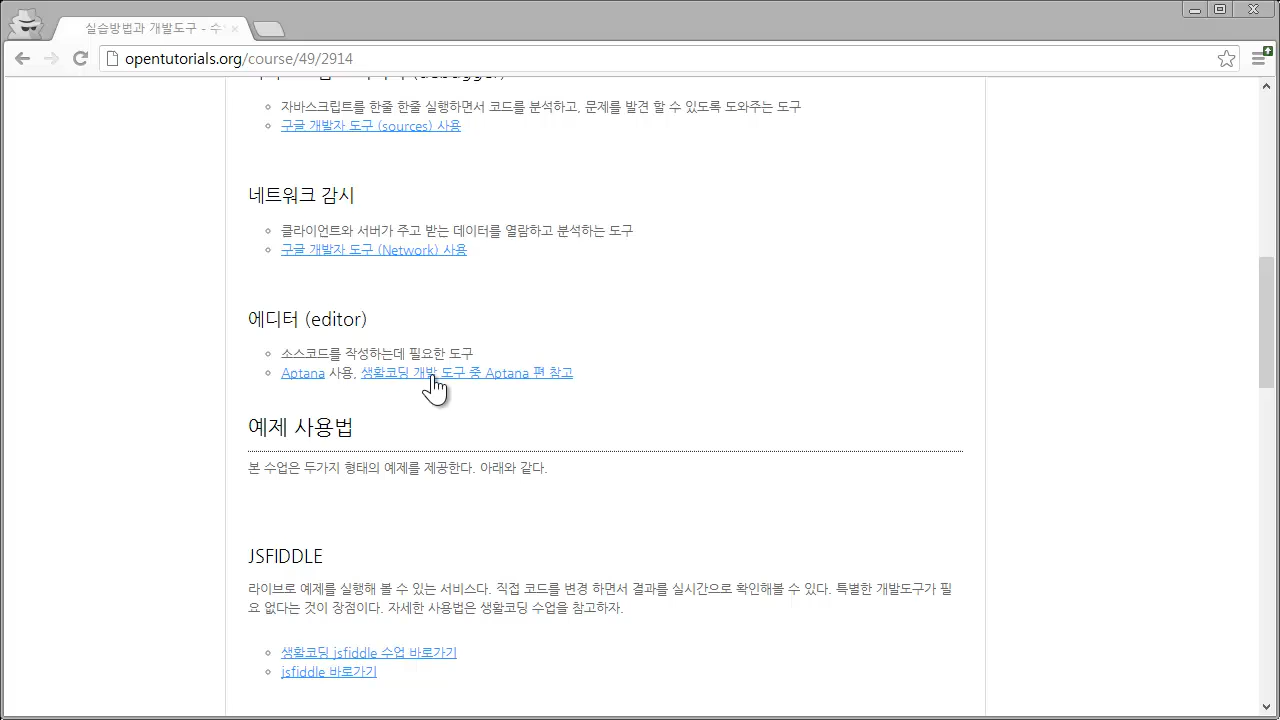 실습방법과 개발도구 - 수
opentutorials.org/course/49/2914
(debugger)
자바스크립트를 한줄 한줄 실행하면서 코드를 분석하고, 문제를 발견 할 수 있도록 도와주는 도구
구글 개발자 도구 (sources) 사용
네트워크 감시
클라이언트와 서버가 주고 받는 데이터를 열람하고 분석하는 도구
구글 개발자 도구 (Network) 사용
에디터 (editor)
소스코드를 작성하는데 필요한 도구
Aptana 사용, 생활코딩 개발 도구 중 Aptana 편 참고
예제 사용법
본 수업은 두가지 형태의 예제를 제공한다. 아래와 같다.
JSFIDDLE
라이브로 예제를 실행해 볼 수 있는 서비스다. 직접 코드를 변경 하면서 결과를 실시간으로 확인해볼 수 있다. 특별한 개발도구가 필
요 없다는 것이 장점이다. 자세한 사용법은 생활코딩 수업을 참고하자.
생활코딩 jsfiddle 수업 바로가기
jsfiddle 바로가기